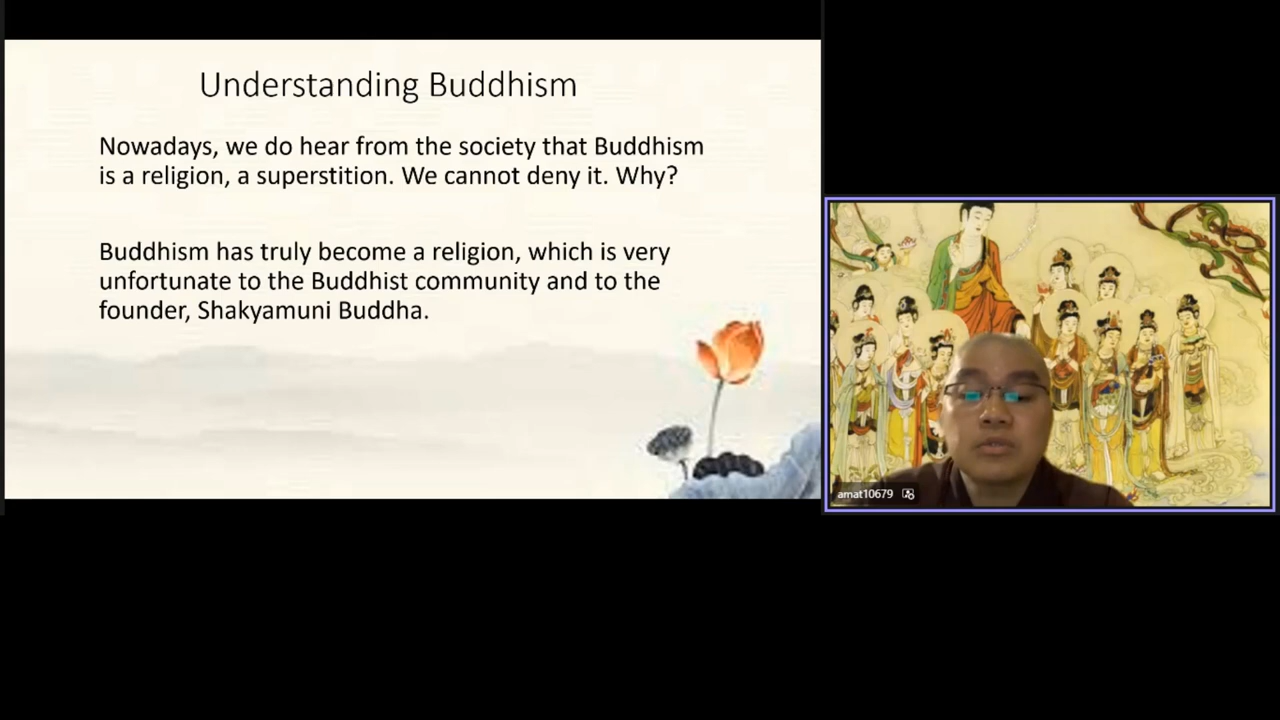 Understanding Buddhism
Nowadays, we do hear from the society that Buddhism
is a religion, a superstition. We cannot deny it. Why?
Buddhism has truly become a religion, which is very
unfortunate to the Buddhist community and to the
founder, Shakyamuni Buddha.
amat10679